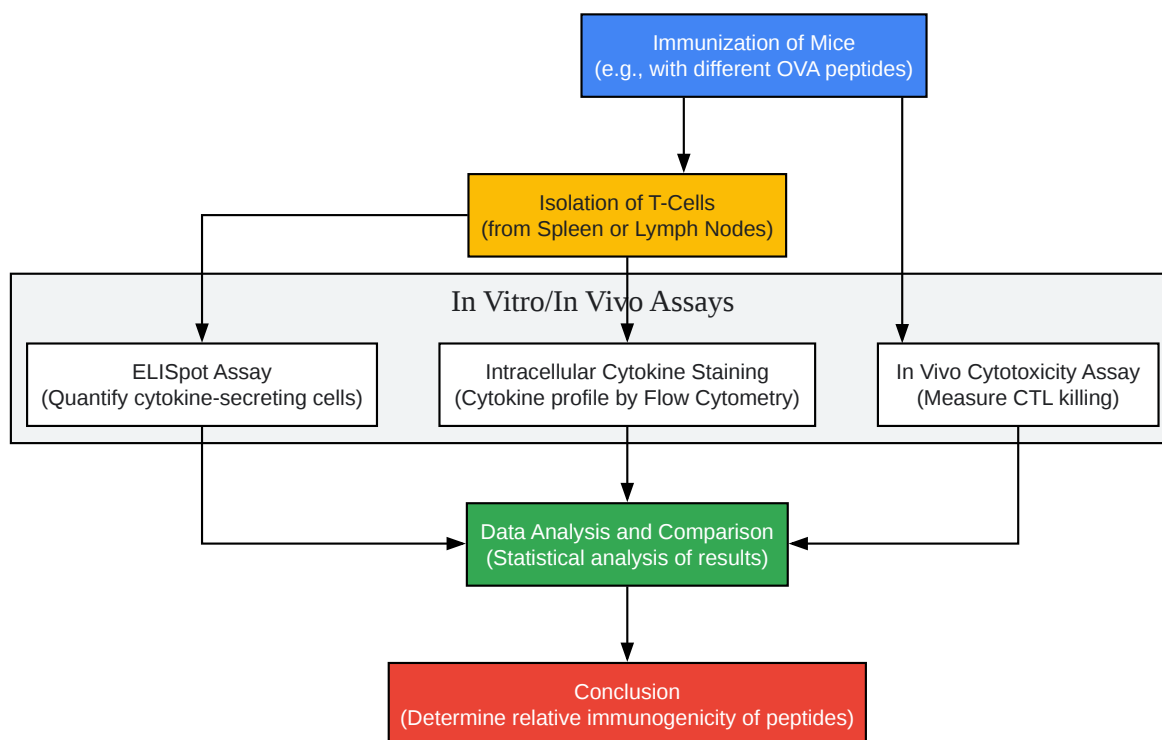 Immunization of Mice
(e.g., with different OVA peptides)
Isolation of T-Cells
(from Spleen or Lymph Nodes)
In Vitro/In Vivo Assays
ELISpot Assay
(Quantify cytokine-secreting cells)
Intracellular Cytokine Staining
(Cytokine profile by Flow Cytometry)
In Vivo Cytotoxicity Assay
(Measure CTL killing)
Data Analysis and Comparison
(Statistical analysis of results)
Conclusion
(Determine relative immunogenicity of peptides)